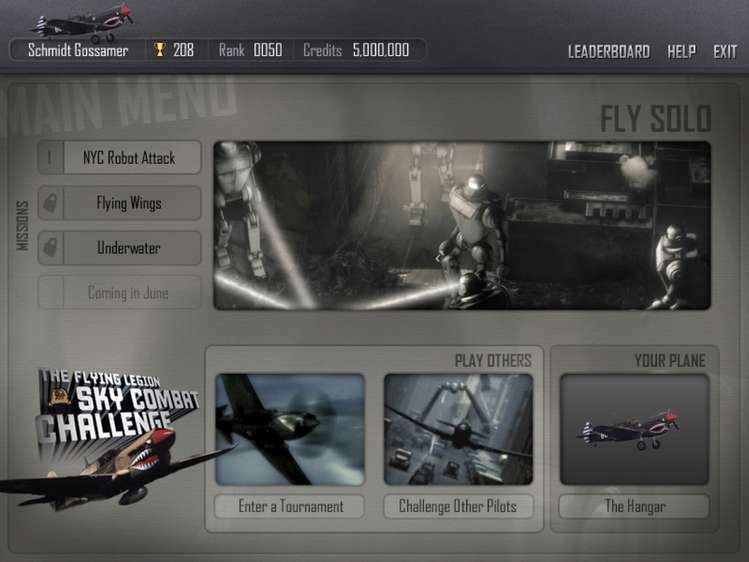 Schmidt Gossamer 208 Rank 0050 Credits 5,000,000
LEADERBOARD HELP EXIT
MAIN MENU
FLY SOLO
MISSIONS
! NYC Robot Attack
Flying Wings
Underwater
Coming in June
THE FLYING LEGION
SKY COMBAT
CHALLENGE
PLAY OTHERS
Enter a Tournament
Challenge Other Pilots
YOUR PLANE
The Hangar